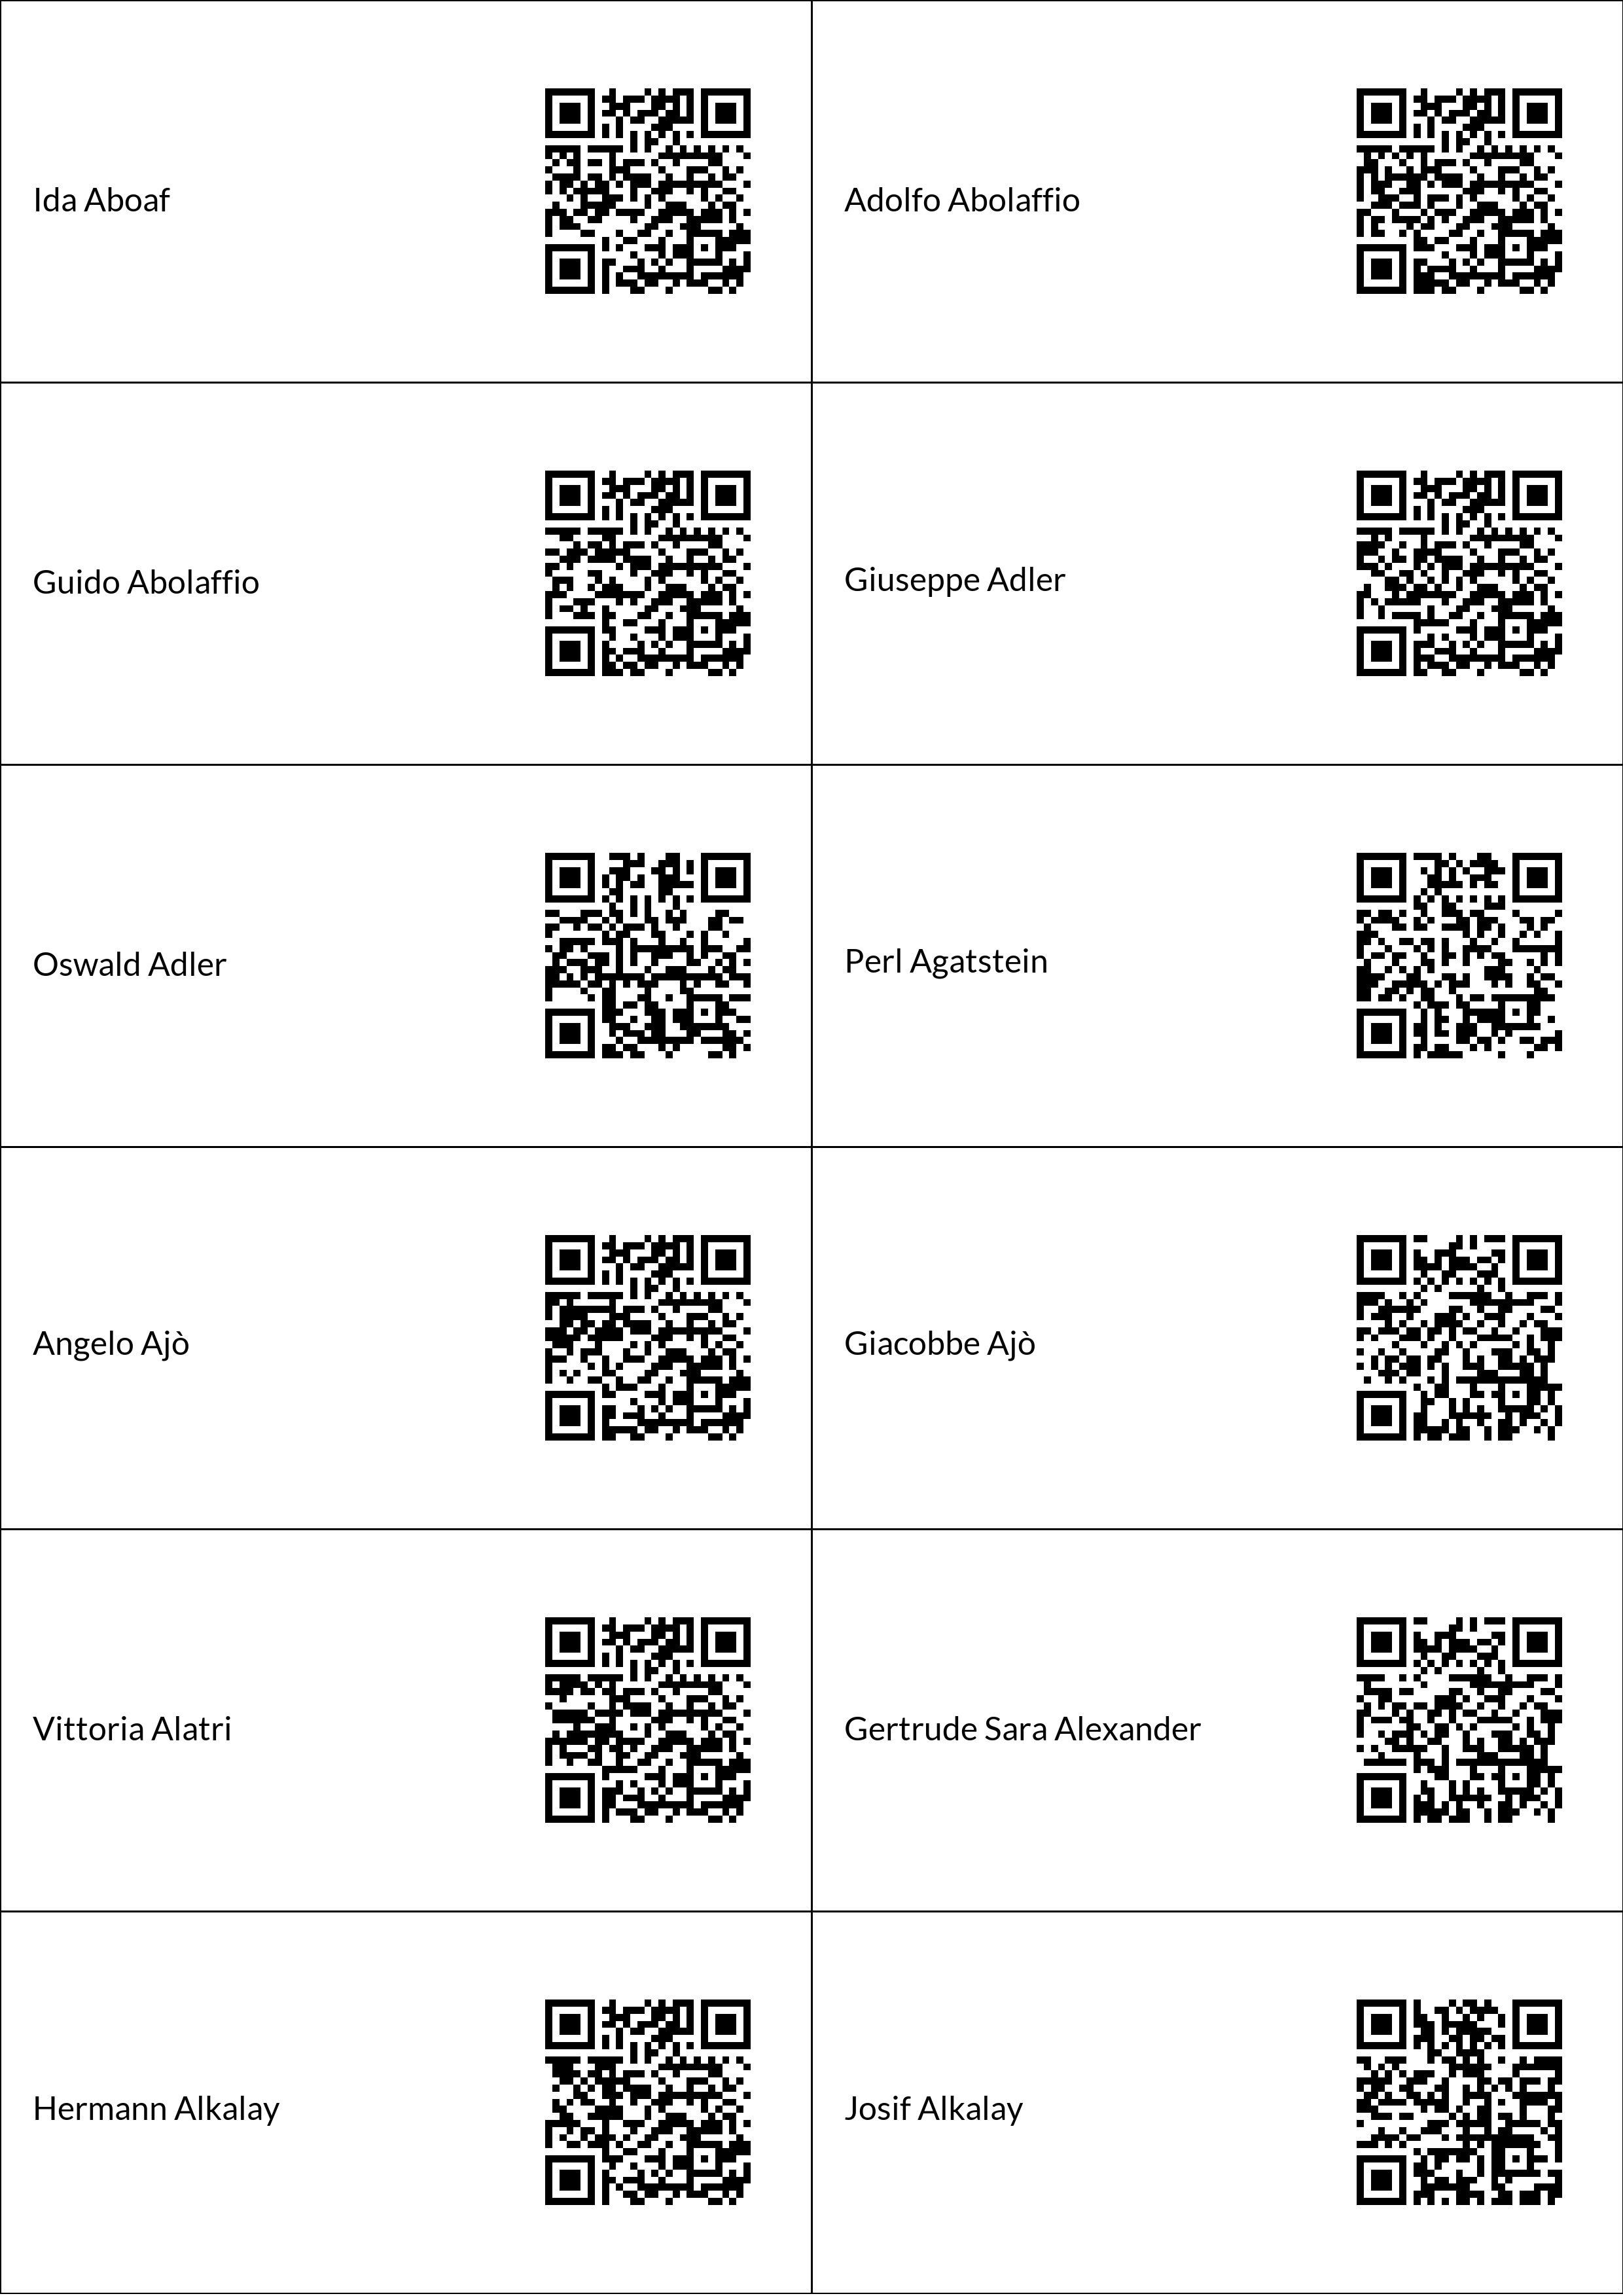 Ida Aboaf
Adolfo Abolaffio
Guido Abolaffio
Giuseppe Adler
Oswald Adler
Perl Agatstein
Angelo Ajò
Giacobbe Ajò
Vittoria Alatri
Gertrude Sara Alexander
Hermann Alkalay
Josif Alkalay